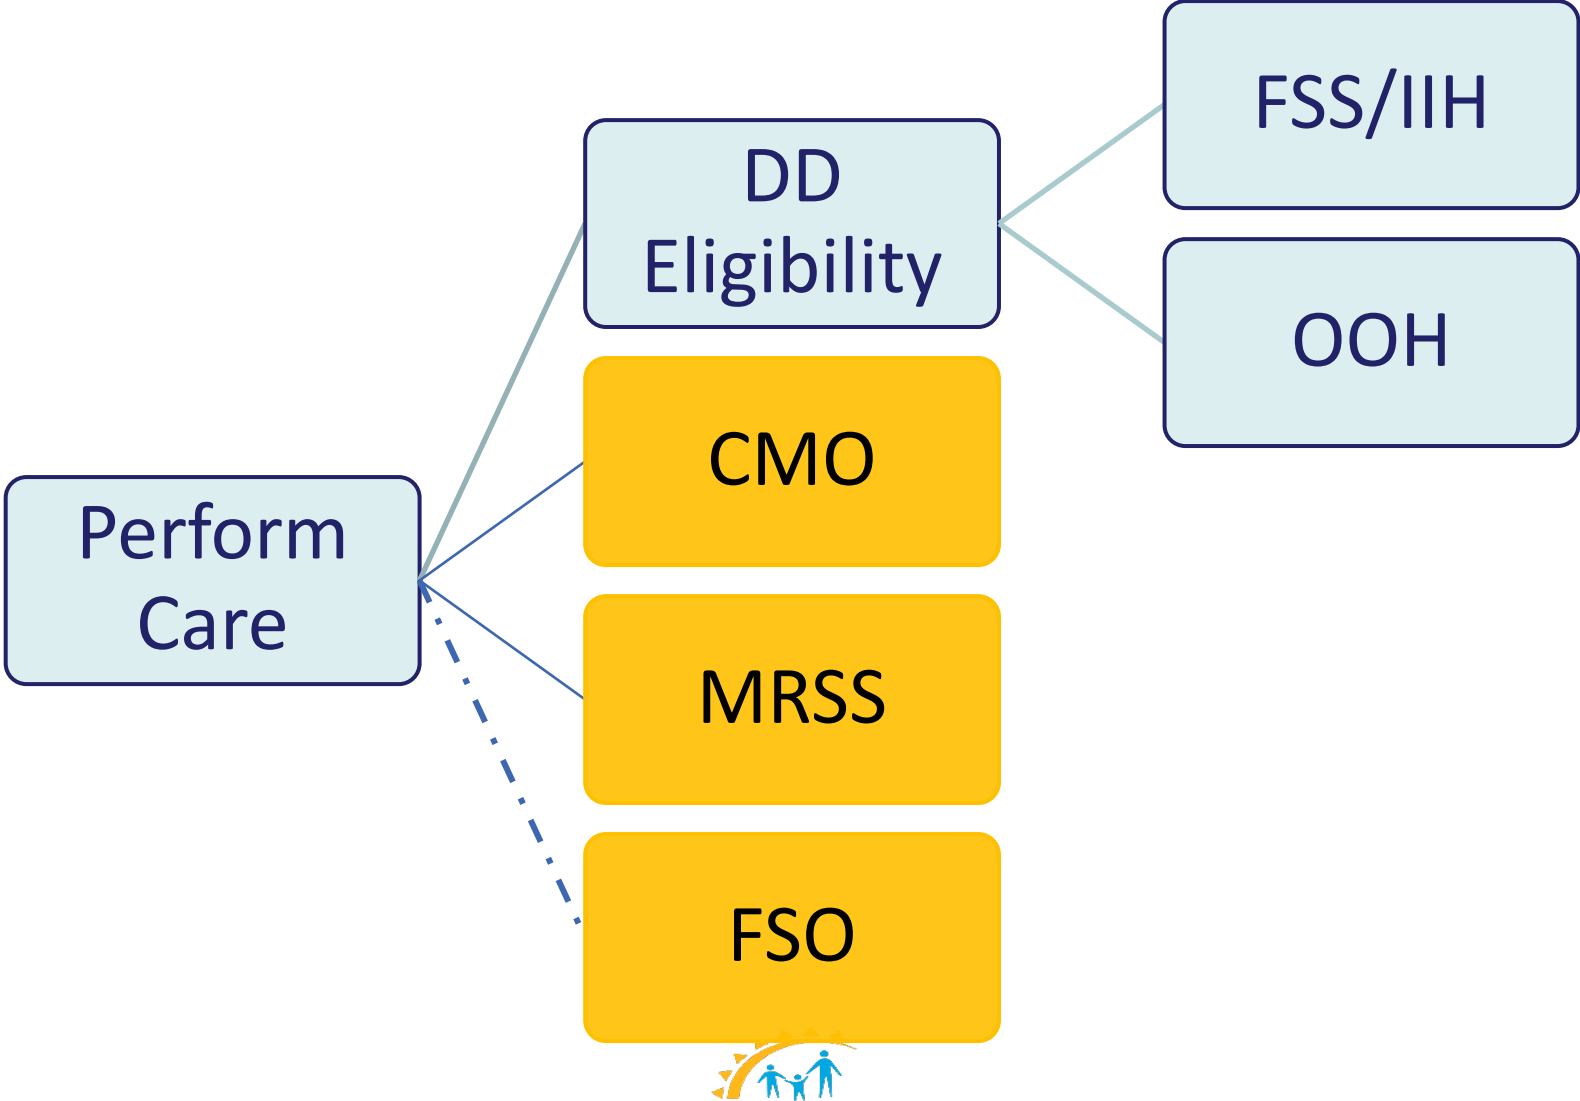 Perform
Care
DD
Eligibility
CMO
MRSS
FSO
FSS/IIH
OOH